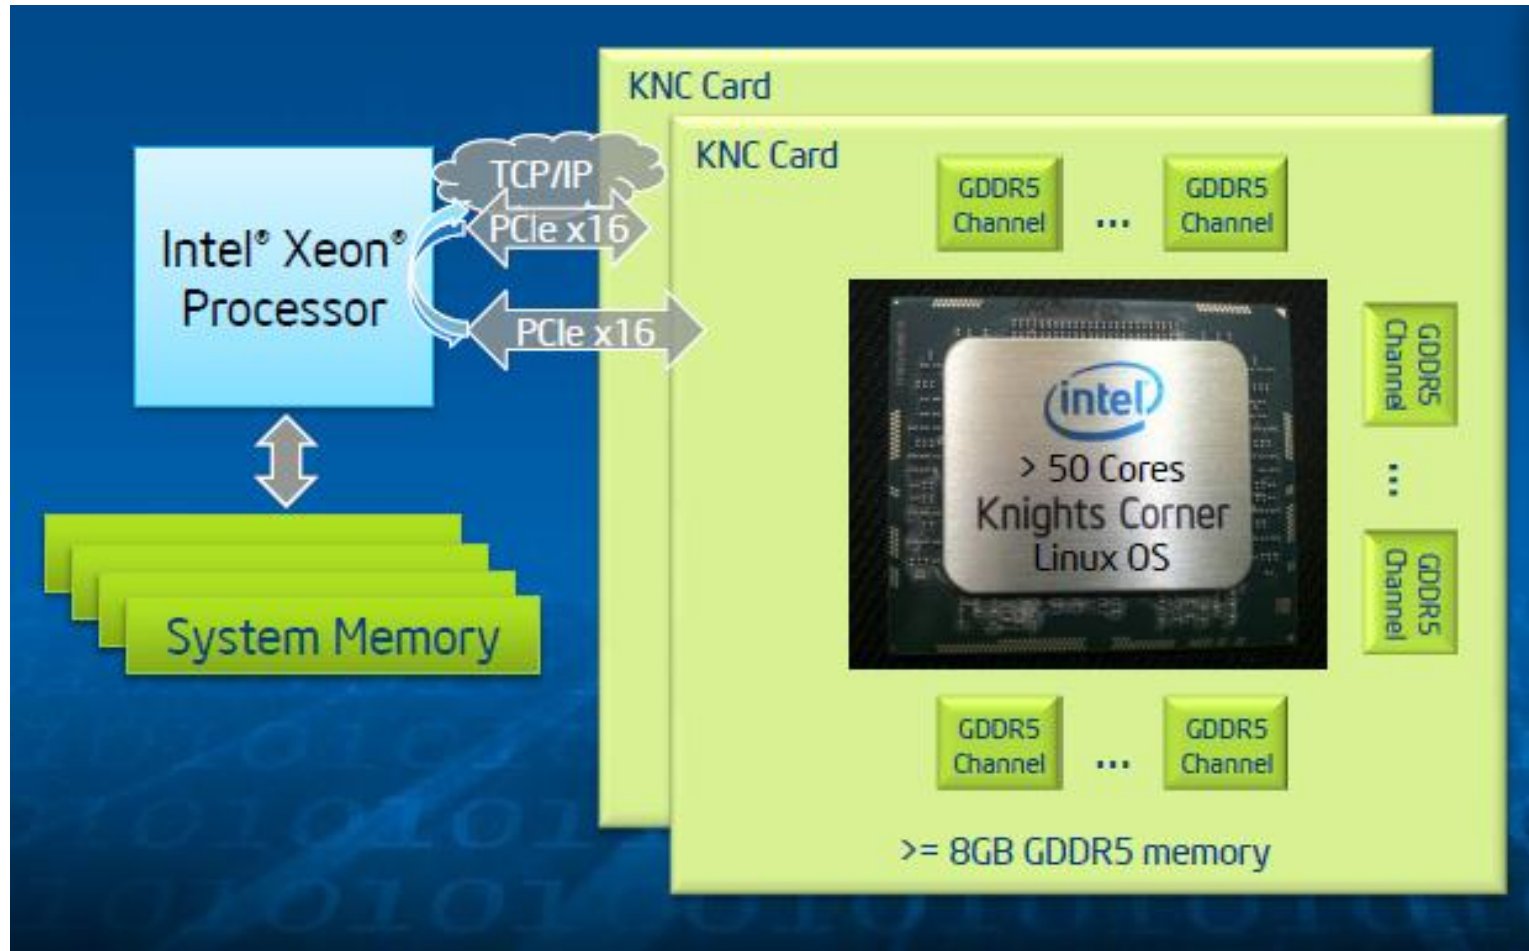 KNC Card
KNC Card
TCP/IP
PCIe x16
PCIe x16
Intel® Xeon®
Processor
System Memory
GDDR5
Channel
...
GDDR5
Channel
intel
> 50 Cores
Knights Corner
Linux OS
GDDR5
Channel
...
GDDR5
Channel
GDDR5
Channel
...
GDDR5
Channel
>= 8GB GDDR5 memory